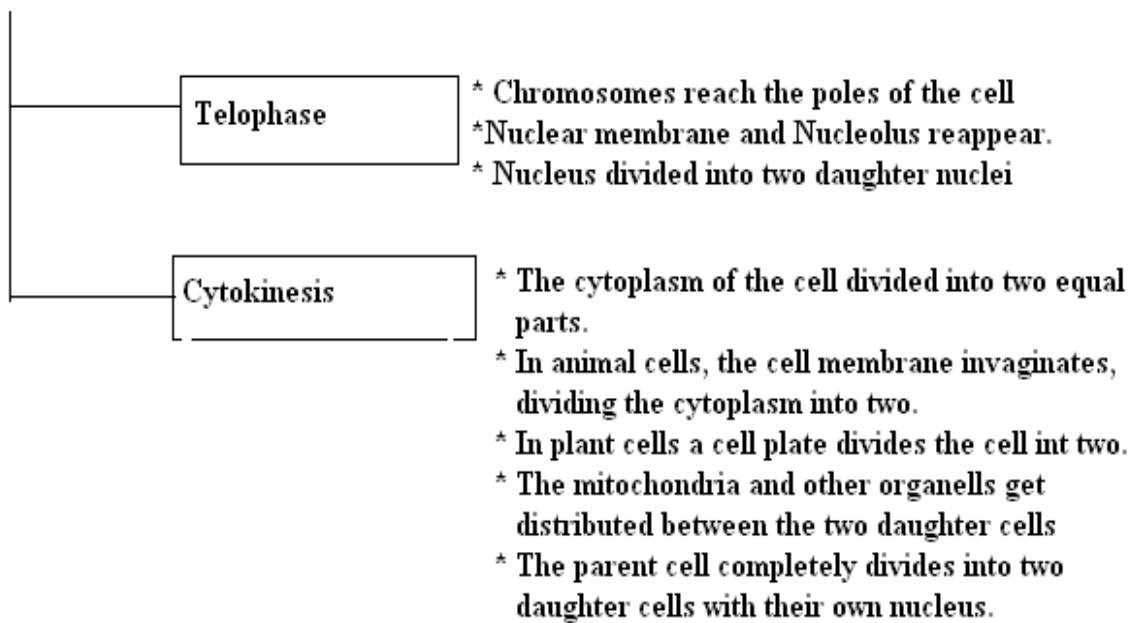 Telophase
* Chromosomes reach the poles of the cell
*Nuclear membrane and Nucleolus reappear.
* Nucleus divided into two daughter nuclei
Cytokinesis
* The cytoplasm of the cell divided into two equal
parts.
* In animal cells, the cell membrane invaginates,
dividing the cytoplasm into two.
* In plant cells a cell plate divides the cell int two.
* The mitochondria and other organells get
distributed between the two daughter cells
* The parent cell completely divides into two
daughter cells with their own nucleus.